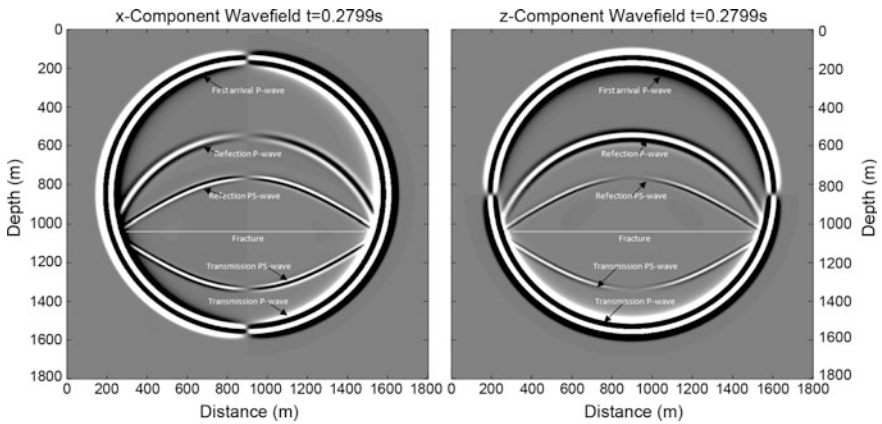 x-Component Wavefield t=0.2799s
z-Component Wavefield t=0.2799s
0
200
400
600
800
1000
1200
1400
1600
1800
Depth (m)
First arrival P-wave
Refection P-wave
Refection PS-wave
Fracture
Transmission PS-wave
Transmission P-wave
0 200 400 600 800 1000 1200 1400 1600 1800
Distance (m)
First arrival P-wave
Refection P-wave
Refection PS-wave
Fracture
Transmission PS-wave
Transmission P-wave
0 200 400 600 800 1000 1200 1400 1600 1800
Distance (m)
0
200
400
600
800
1000
1200
1400
1600
1800
Depth (m)